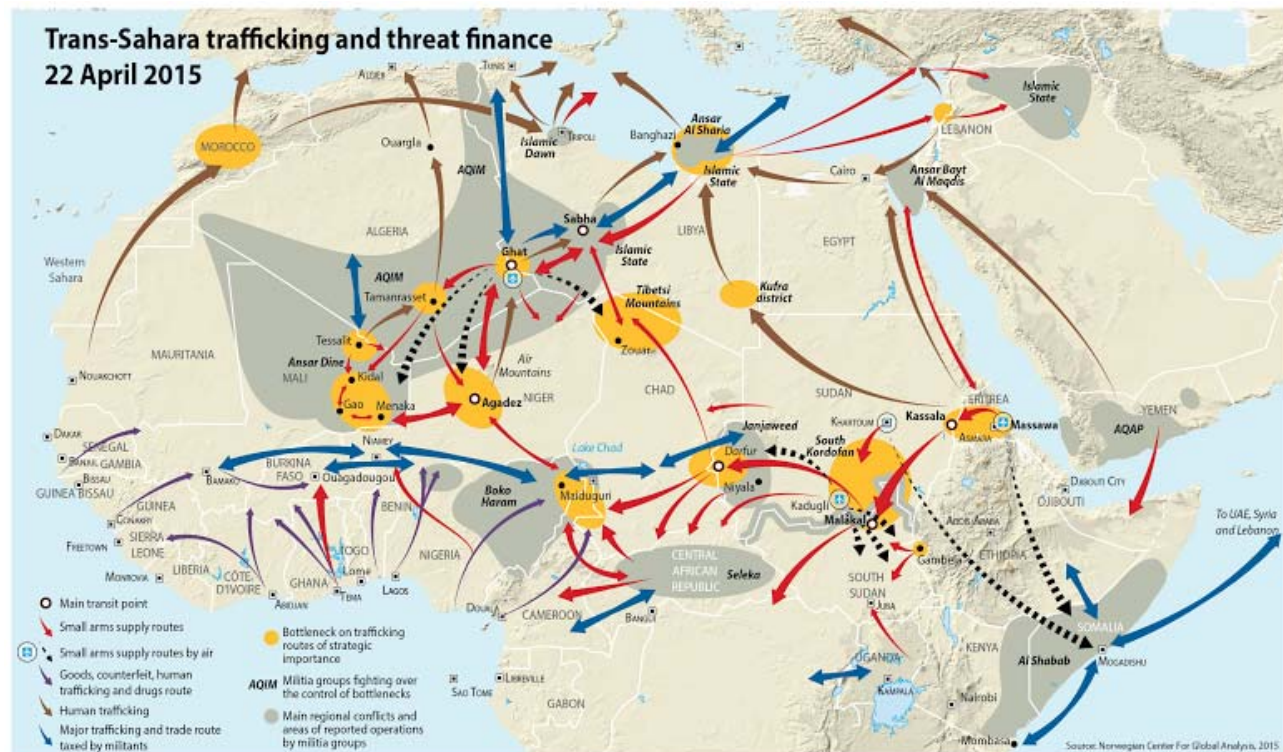 Trans-Sahara trafficking and threat finance
22 April 2015
ALGER
TUNIS
Islamic
State
MOROCCO
Ouargla
Islamic
Dawn
TRIPOLI
Banghazi
Ansar
Al Sharia
LEBANON
AQIM
Islamic
State
Cairo
Ansar Bayt
Al Maqdis
Sabha
ALGERIA
LIBYA
EGYPT
Western
Sahara
Ghat
Islamic
State
AQIM
Tamanrasset
Tibetsi
Mountains
Kufra
district
Tessalit
Zouar
MAURITANIA
Ansar Dine
Air
Mountains
NOUAKCHOTT
MALI
Kidal
NIGER
CHAD
SUDAN
ERITREA
YEMEN
Gao
Menaka
Agadez
Kassala
Massawa
AQAP
KHARTOUM
ASMARA
DAKAR
SENEGAL
NIAMEY
Lake Chad
Janjaweed
South
Kordofan
BANJUL
GAMBIA
Darfur
BISSAU
GUINEA BISSAU
BAMAKO
BURKINA
FASO
Ouagadougou
Boko
Haram
Maiduguri
Niyala
DJIBOUTI
DJIBOUTI CITY
GUINEA
BENIN
Kadugli
Malakal
ADDIS ABABA
To UAE, Syria
and Lebanon
CONAKRY
FREETOWN
SIERRA
LEONE
NIGERIA
CENTRAL
AFRICAN
REPUBLIC
Seleka
ETHIOPIA
Gambela
MONROVIA
LIBERIA
CÔTE
D'IVOIRE
GHANA
TOGO
Lome
TEMA
LAGOS
SOUTH
SUDAN
ABIDJAN
DOUALA
CAMEROON
BANGUI
JUBA
SOMALIA
Main transit point
Small arms supply routes
Small arms supply routes by air
Goods, counterfeit, human
trafficking and drugs route
Human trafficking
Major trafficking and trade route
taxed by militants
Bottleneck on trafficking
routes of strategic
importance
AQIM
Militia groups fighting over
the control of bottlenecks
Main regional conflicts and
areas of reported operations
by militia groups
KENYA
Al Shabab
MOGADISHU
UGANDA
SAO TOME
LIBREVILLE
KAMPALA
GABON
Nairobi
Mombasa
Source: Norwegian Center For Global Analysis, 2015